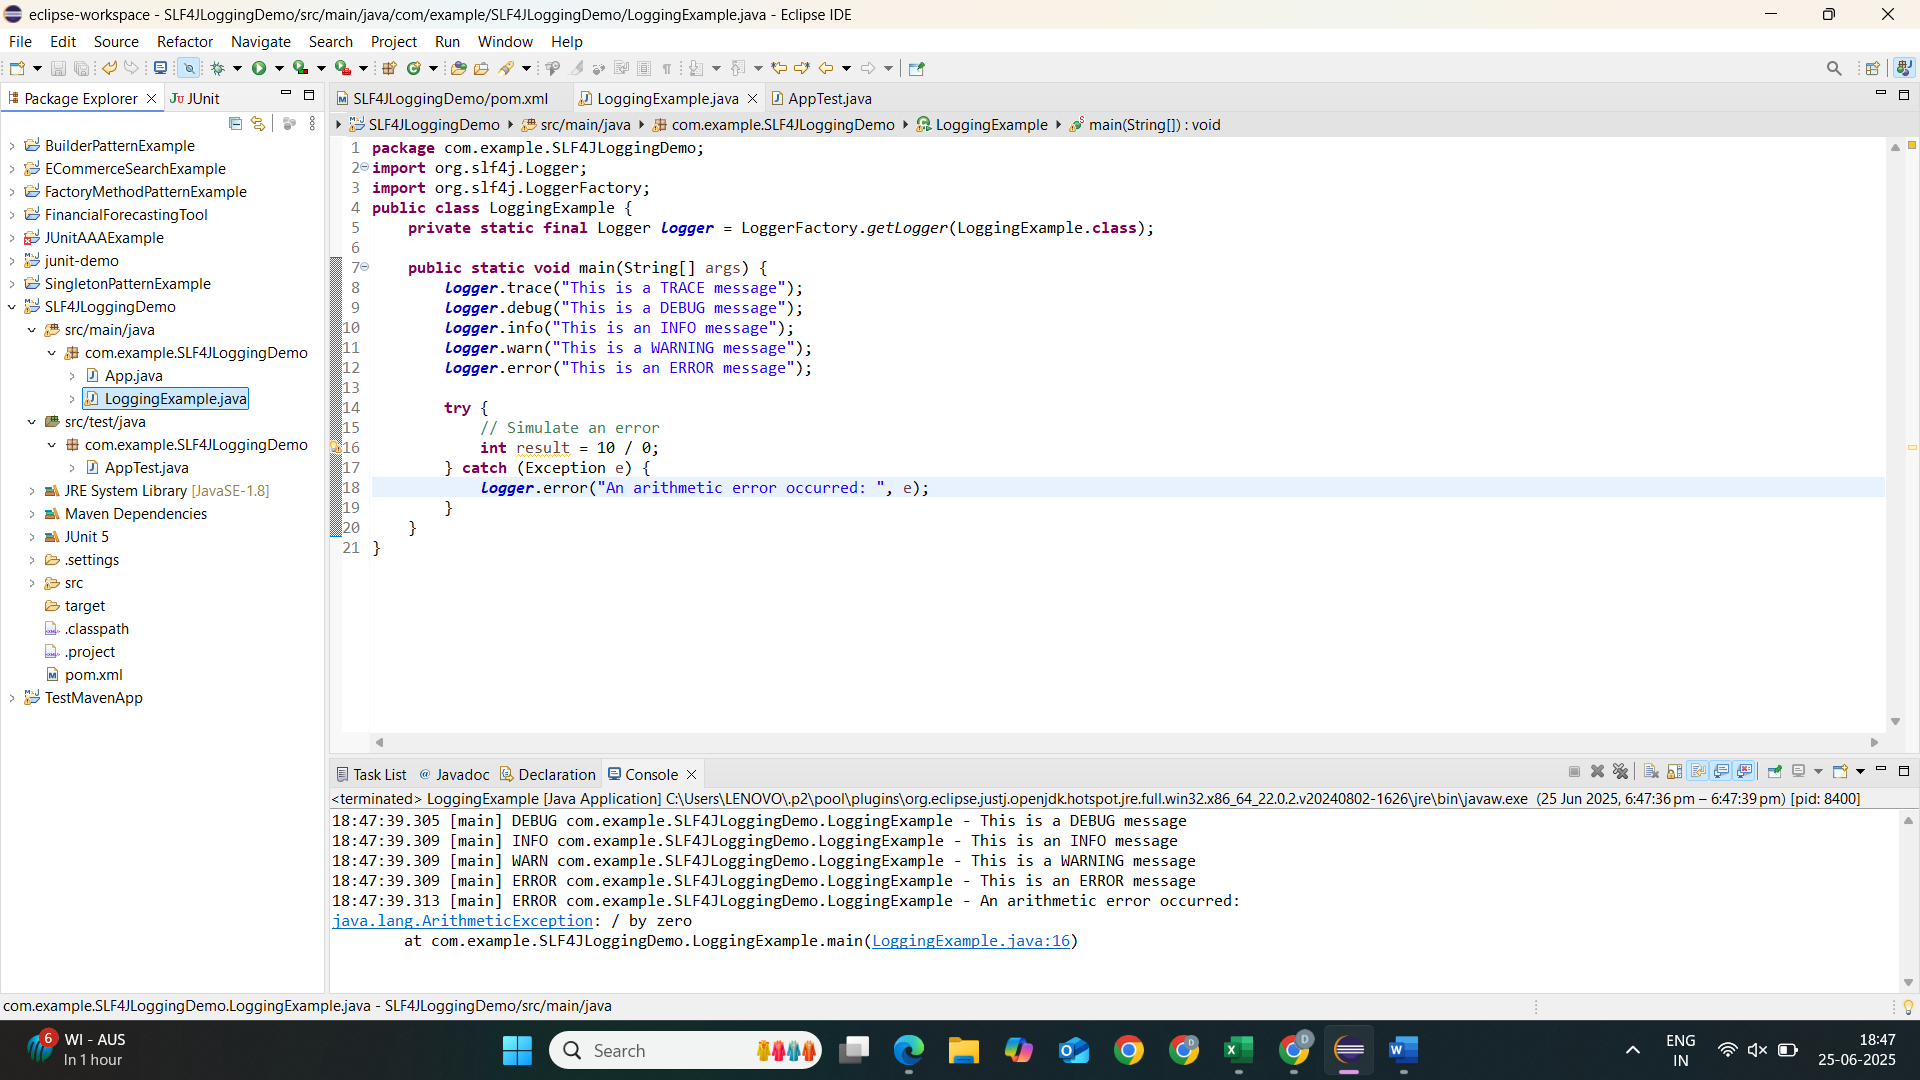 eclipse-workspace - SLF4JLoggingDemo/src/main/java/com/example/SLF4JLoggingDemo/LoggingExample.java - Eclipse IDE
File Edit Source Refactor Navigate Search Project Run Window Help
Package Explorer JUnit
BuilderPatternExample
ECommerceSearchExample
FactoryMethodPatternExample
FinancialForecastingTool
JUnitAAAExample
junit-demo
SingletonPatternExample
SLF4JLoggingDemo
src/main/java
com.example.SLF4JLoggingDemo
App.java
LoggingExample.java
src/test/java
com.example.SLF4JLoggingDemo
AppTest.java
JRE System Library [JavaSE-1.8]
Maven Dependencies
JUnit 5
.settings
src
target
.classpath
.project
pom.xml
TestMavenApp
SLF4JLoggingDemo/pom.xml LoggingExample.java AppTest.java
SLF4JLoggingDemo src/main/java com.example.SLF4JLoggingDemo LoggingExample main(String[]) : void
1 package com.example.SLF4JLoggingDemo;
2 import org.slf4j.Logger;
3 import org.slf4j.LoggerFactory;
4 public class LoggingExample {
5 private static final Logger logger = LoggerFactory.getLogger(LoggingExample.class);
6
7 public static void main(String[] args) {
8 logger.trace("This is a TRACE message");
9 logger.debug("This is a DEBUG message");
10 logger.info("This is an INFO message");
11 logger.warn("This is a WARNING message");
12 logger.error("This is an ERROR message");
13
14 try {
15 // Simulate an error
16 int result = 10 / 0;
17 } catch (Exception e) {
18 logger.error("An arithmetic error occurred: ", e);
19 }
20 }
21 }
Task List Javadoc Declaration Console
<terminated> LoggingExample [Java Application] C:\Users\LENOVO\.p2\pool\plugins\org.eclipse.justj.openjdk.hotspot.jre.full.win32.x86_64_22.0.2.v20240802-1626\jre\bin\javaw.exe (25 Jun 2025, 6:47:36 pm – 6:47:39 pm) [pid: 8400]
18:47:39.305 [main] DEBUG com.example.SLF4JLoggingDemo.LoggingExample - This is a DEBUG message
18:47:39.309 [main] INFO com.example.SLF4JLoggingDemo.LoggingExample - This is an INFO message
18:47:39.309 [main] WARN com.example.SLF4JLoggingDemo.LoggingExample - This is a WARNING message
18:47:39.309 [main] ERROR com.example.SLF4JLoggingDemo.LoggingExample - This is an ERROR message
18:47:39.313 [main] ERROR com.example.SLF4JLoggingDemo.LoggingExample - An arithmetic error occurred:
java.lang.ArithmeticException: / by zero
at com.example.SLF4JLoggingDemo.LoggingExample.main(LoggingExample.java:16)
com.example.SLF4JLoggingDemo.LoggingExample.java - SLF4JLoggingDemo/src/main/java
6 WI - AUS
In 1 hour
Search
ENG
IN
18:47
25-06-2025